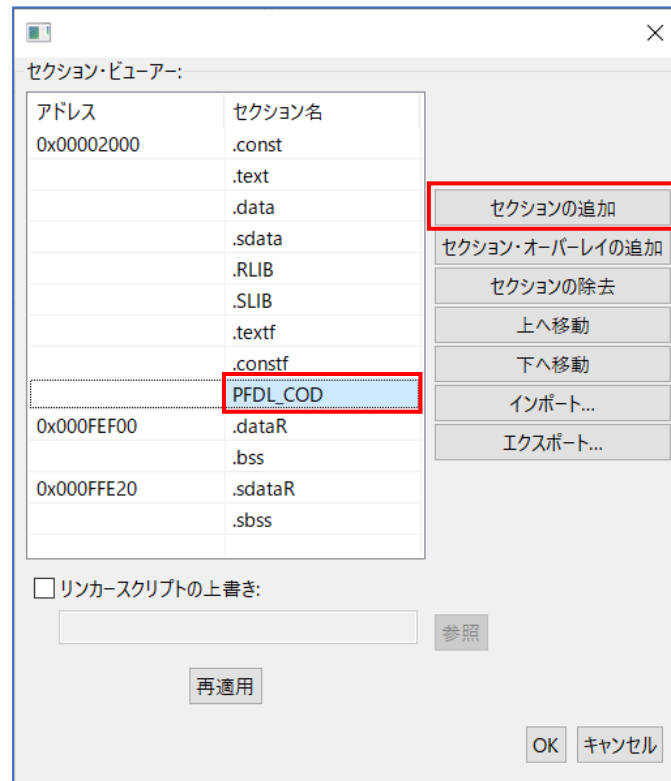 セクション・ビューアー:
アドレス セクション名
0x00002000 .const
.text
.data
.sdata
.RLIB
.SLIB
.textf
.constf
PFDL_COD
0x000FEF00 .dataR
.bss
0x000FFE20 .sdataR
.sbss
セクションの追加
セクション・オーバーレイの追加
セクションの除去
上へ移動
下へ移動
インポート...
エクスポート...
リンカースクリプトの上書き:
参照
再適用
OK キャンセル